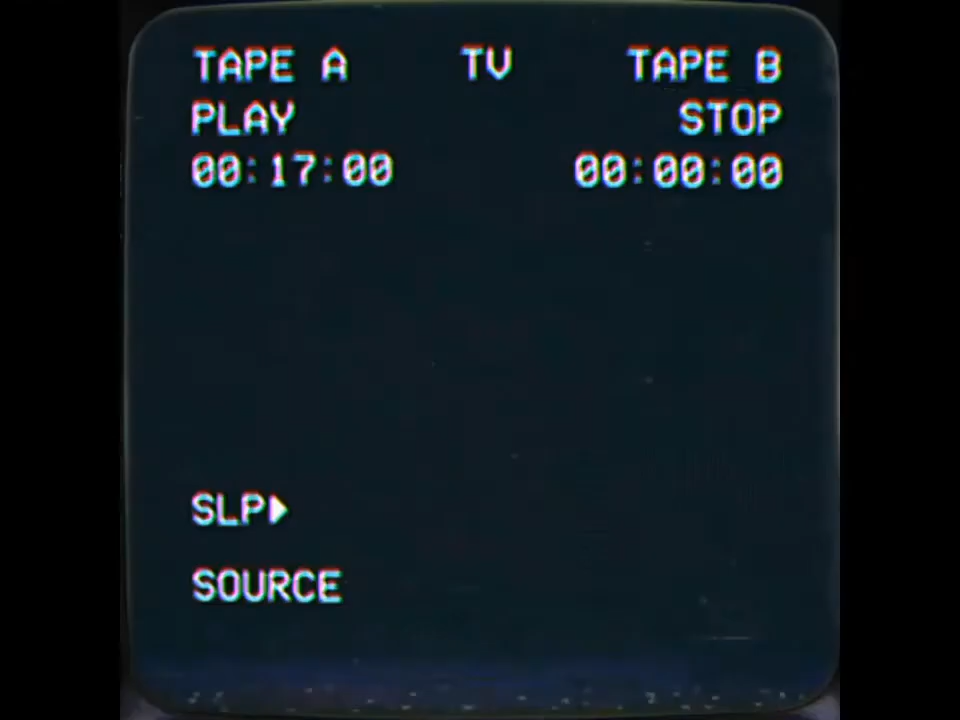 TAPE A TV TAPE B
PLAY STOP
00:17:00 00:00:00
SLP▶
SOURCE